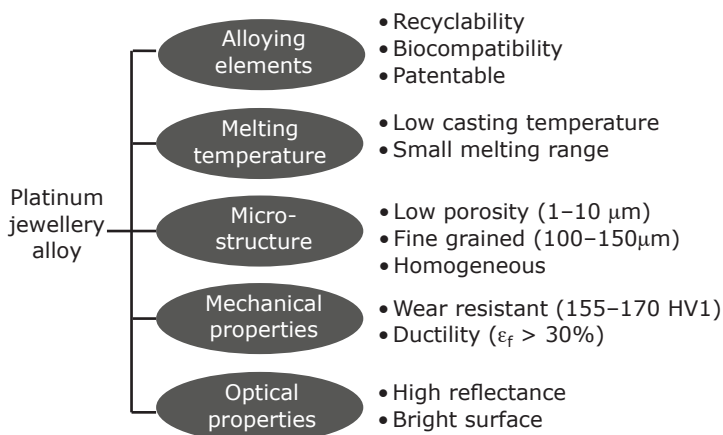 Platinum
jewellery
alloy
Alloying
elements
• Recyclability
• Biocompatibility
• Patentable
Melting
temperature
• Low casting temperature
• Small melting range
Micro-
structure
• Low porosity (1–10 μm)
• Fine grained (100–150μm)
• Homogeneous
Mechanical
properties
• Wear resistant (155–170 HV1)
• Ductility (εf > 30%)
Optical
properties
• High reflectance
• Bright surface